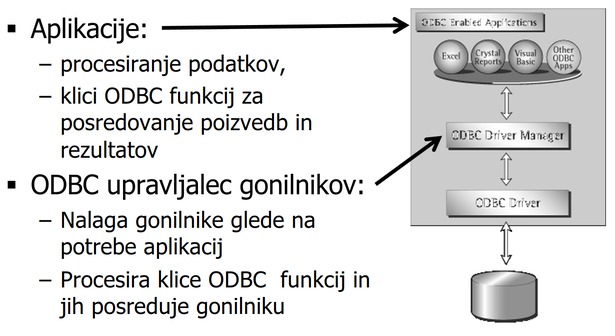 ▪ Aplikacije:
– procesiranje podatkov,
– klici ODBC funkcij za
posredovanje poizvedb in
rezultatov
▪ ODBC upravljalec gonilnikov:
– Nalaga gonilnike glede na
potrebe aplikacij
– Procesira klice ODBC funkcij in
jih posreduje gonilniku
ODBC Enabled Applications
Excel
Crystal
Reports
Visual
Basic
Other
ODBC
Apps
ODBC Driver Manager
ODBC Driver